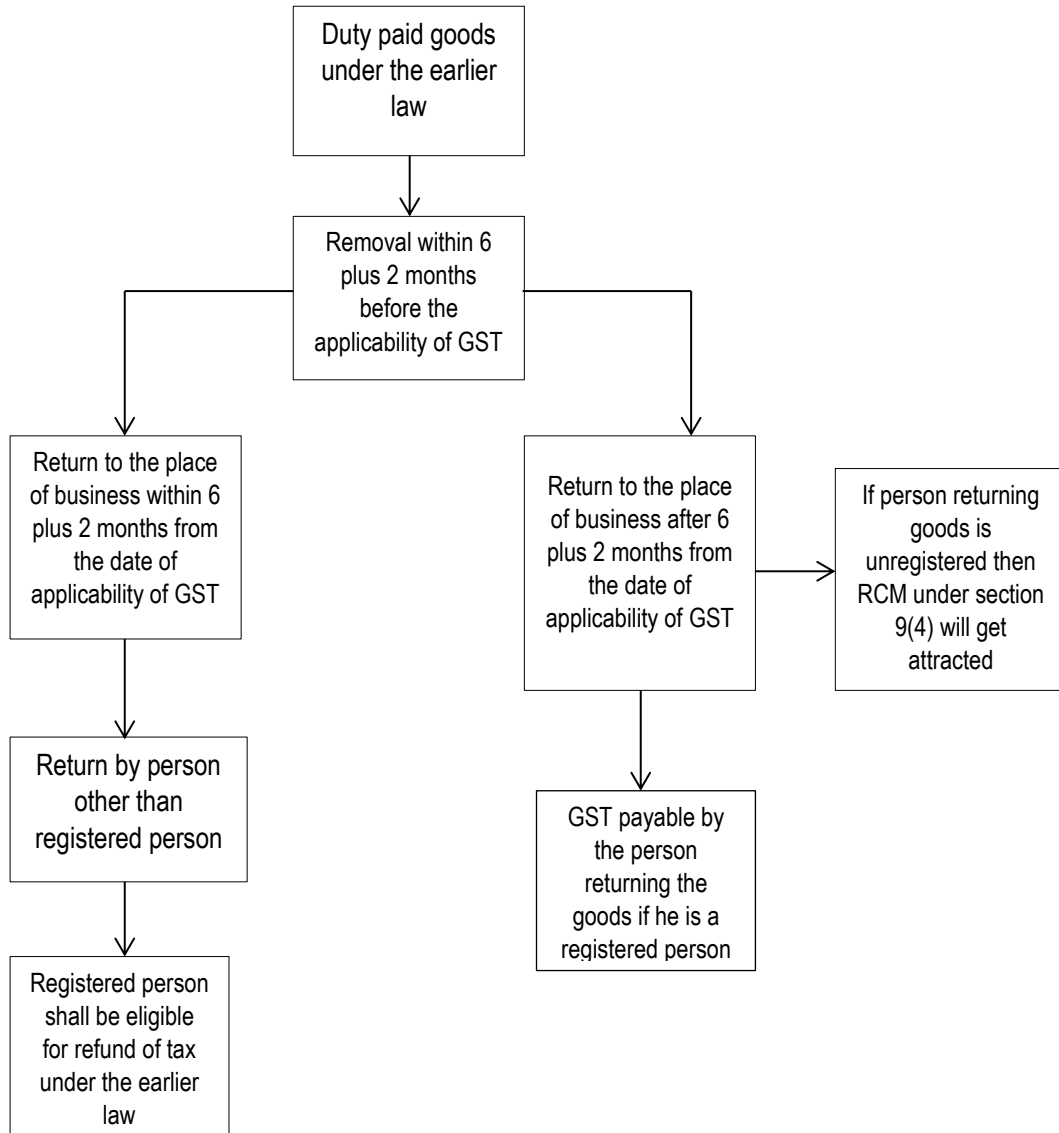 Duty paid goods
under the earlier
law
Removal within 6
plus 2 months
before the
applicability of GST
Return to the place
of business within 6
plus 2 months from
the date of
applicability of GST
Return to the place
of business after 6
plus 2 months from
the date of
applicability of GST
If person returning
goods is
unregistered then
RCM under section
9(4) will get
attracted
Return by person
other than
registered person
GST payable by
the person
returning the
goods if he is a
registered person
Registered person
shall be eligible
for refund of tax
under the earlier
law